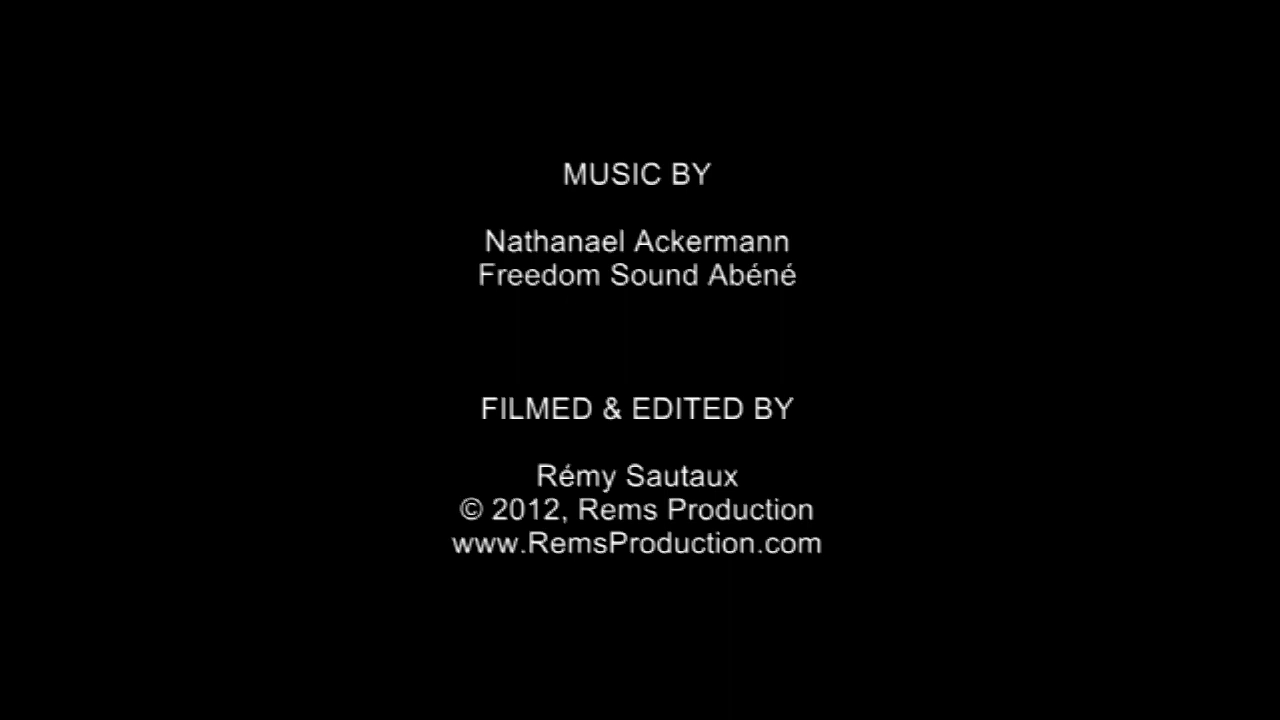 MUSIC BY
Nathanael Ackermann
Freedom Sound Abéné
FILMED & EDITED BY
Rémy Sautaux
© 2012, Rems Production
www.RemsProduction.com